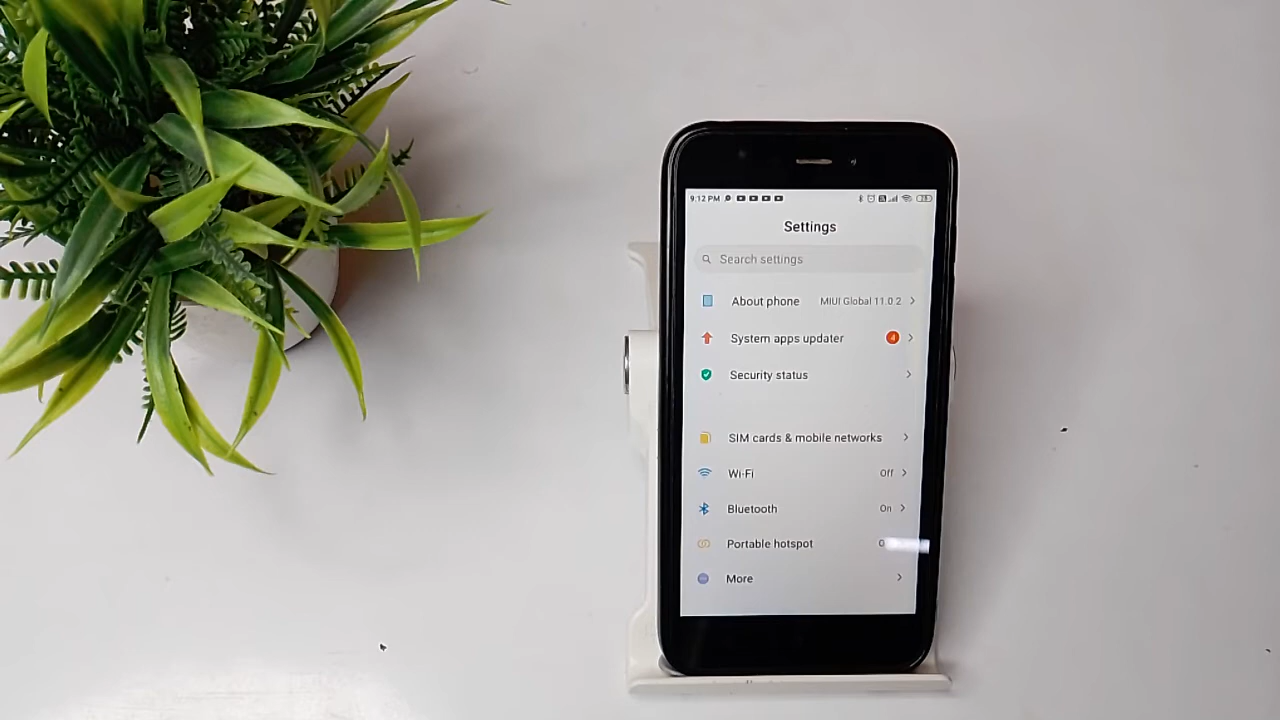 9:12 PM
Settings
Search settings
About phone MIUI Global 11.0 2
System apps updater 4
Security status
SIM cards & mobile networks
Wi-Fi Off
Bluetooth On
Portable hotspot
More